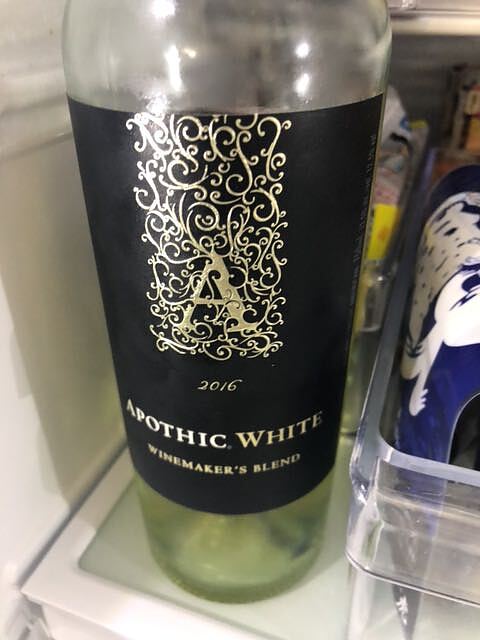 A
2016
APOTHIC WHITE
WINEMAKER'S BLEND